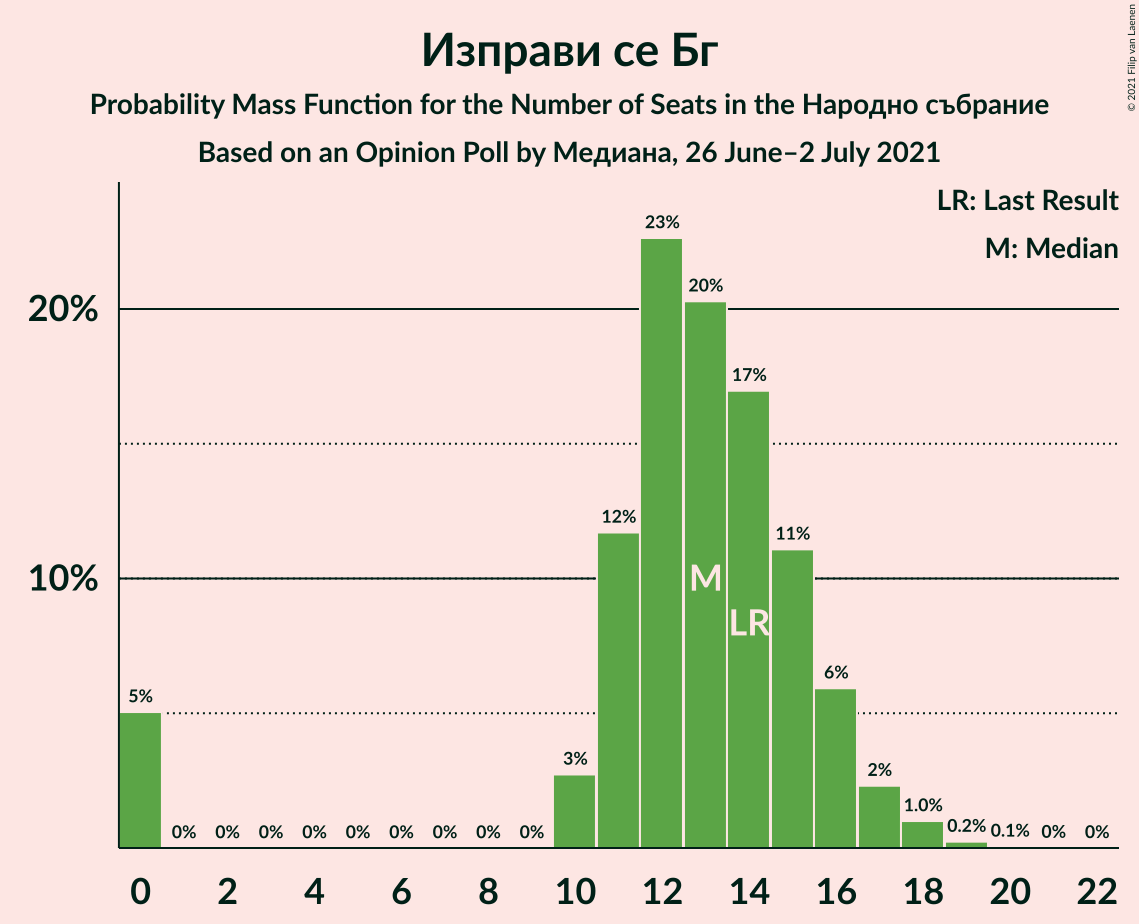 Изправи се Бг
Probability Mass Function for the Number of Seats in the Народно събрание
Based on an Opinion Poll by Медиана, 26 June–2 July 2021
© 2021 Filip van Laenen
LR: Last Result
M: Median
23%
20%
20%
17%
12%
11%
10%
M
LR
6%
5%
3%
2%
1.0%
0% 0% 0% 0% 0% 0% 0% 0% 0% 0.2% 0.1% 0% 0%
0 2 4 6 8 10 12 14 16 18 20 22